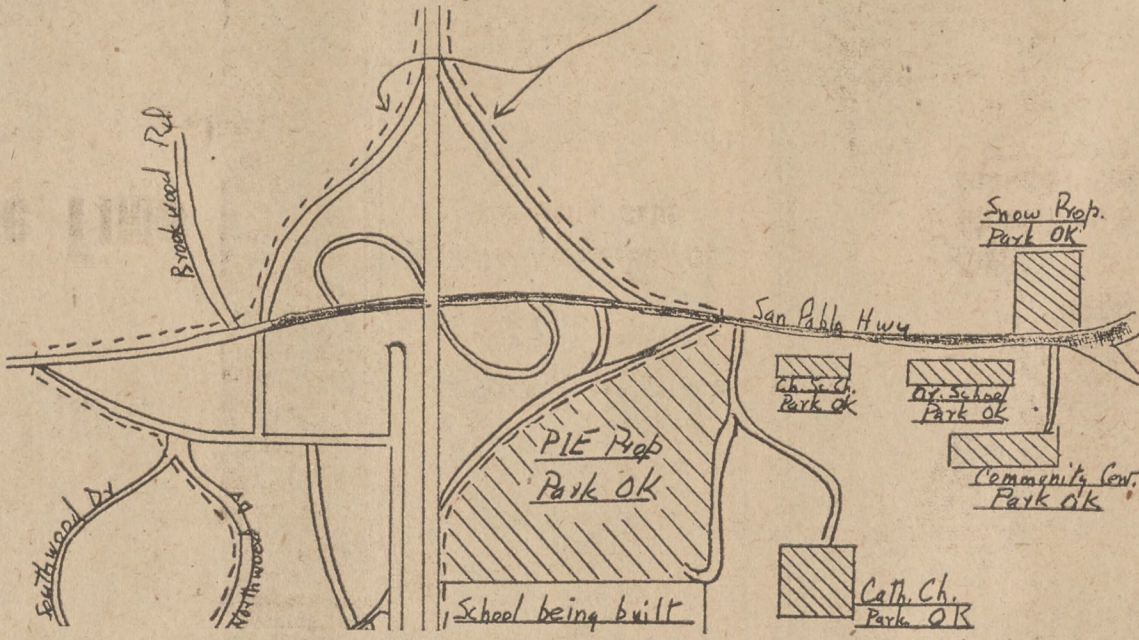 Brookwood Rd
Snow Prop.
Park OK
San Pablo Hwy
Ch. Sc. Ch.
Park OK
Or. School
Park OK
PIE Prop
Park OK
Community Cen.
Park OK
Southwood Dr
Northwood Dr
School being built
Cath. Ch.
Park OK